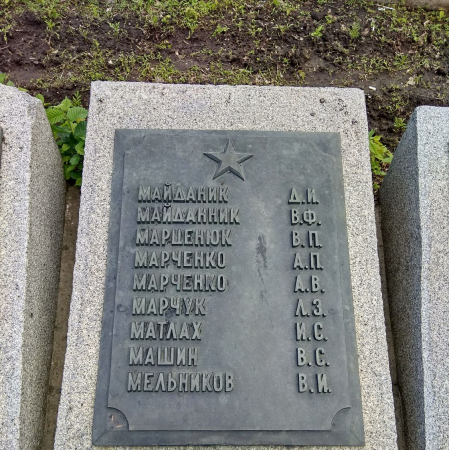 МАЙДАНИК Д.И.
МАЙДАННИК В.Ф.
МАРШЕНЮК В.П.
МАРЧЕНКО А.П.
МАРЧЕНКО А.В.
МАРЧУК Л.З.
МАТЛАХ И.С.
МАШИН В.С.
МЕЛЬНИКОВ В.И.